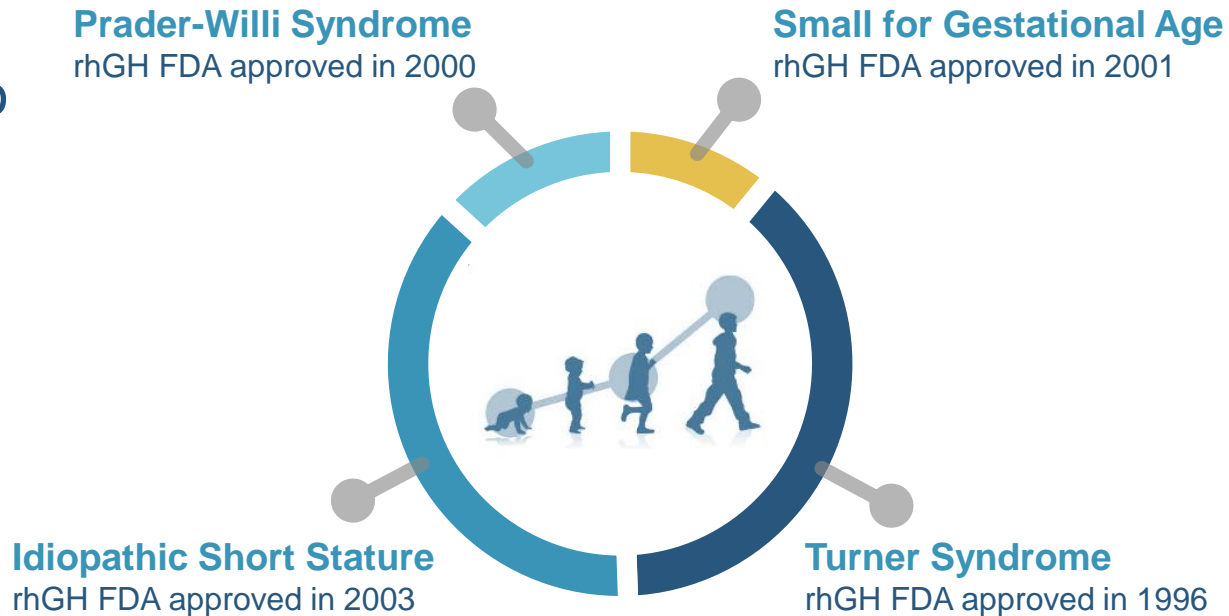 Prader-Willi Syndrome
rhGH FDA approved in 2000
Small for Gestational Age
rhGH FDA approved in 2001
Idiopathic Short Stature
rhGH FDA approved in 2003
Turner Syndrome
rhGH FDA approved in 1996